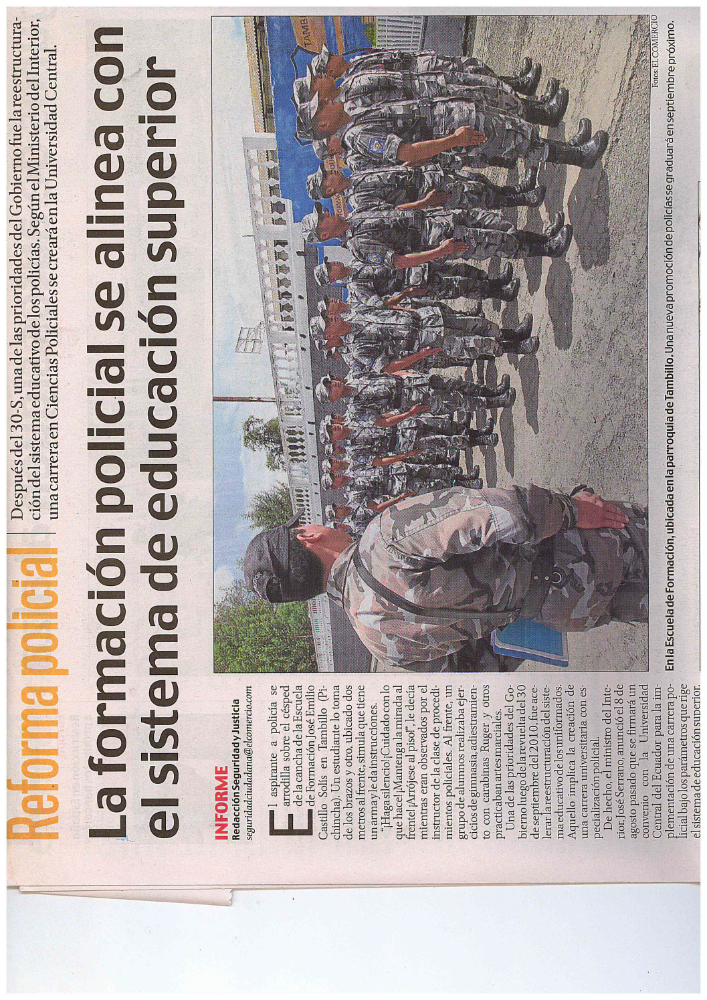 Reforma policial
Después del 30-S, una de las prioridades del Gobierno fue la reestructura-
ción del sistema educativo de los policías. Según el Ministerio del Interior,
una carrera en Ciencias Policiales se creará en la Universidad Central.
La formación policial se alinea con
el sistema de educación superior
INFORME
Redacción Seguridad y Justicia
seguridadciudadana@elcomercio.com
El aspirante a policía se
arrodilla sobre el césped
de la cancha de la Escuela
de Formación José Emilio
Castillo Solís en Tambillo (Pi-
chincha). Un estudiante lo toma
de los brazos y otro, ubicado dos
metros al frente, simula que tiene
un arma y le da instrucciones.
“¡Haga silencio! ¡Cuidado con lo
que hace! ¡Mantenga la mirada al
frente! ¡Arrójese al piso!”, le decía
mientras eran observados por el
instructor de la clase de procedi-
mientos policiales. Al frente, un
grupo de alumnos realizaba ejer-
cicios de gimnasia, adiestramien-
to con carabinas Ruger y otros
practicaban artes marciales.
Una de las prioridades del Go-
bierno luego de la revuelta del 30
de septiembre del 2010, fue ace-
lerar la reestructuración del siste-
ma educativo de los uniformados.
Aquello implica la creación de
una carrera universitaria con es-
pecialización policial.
De hecho, el ministro del Inte-
rior, José Serrano, anunció el 8 de
agosto pasado que se firmará un
convenio con la Universidad
Central del Ecuador para la im-
plementación de una carrera po-
licial bajo los parámetros que rige
el sistema de educación superior.
TAMB
Fotos: EL COMERCIO
En la Escuela de Formación, ubicada en la parroquia de Tambillo. Una nueva promoción de policías se graduará en septiembre próximo.